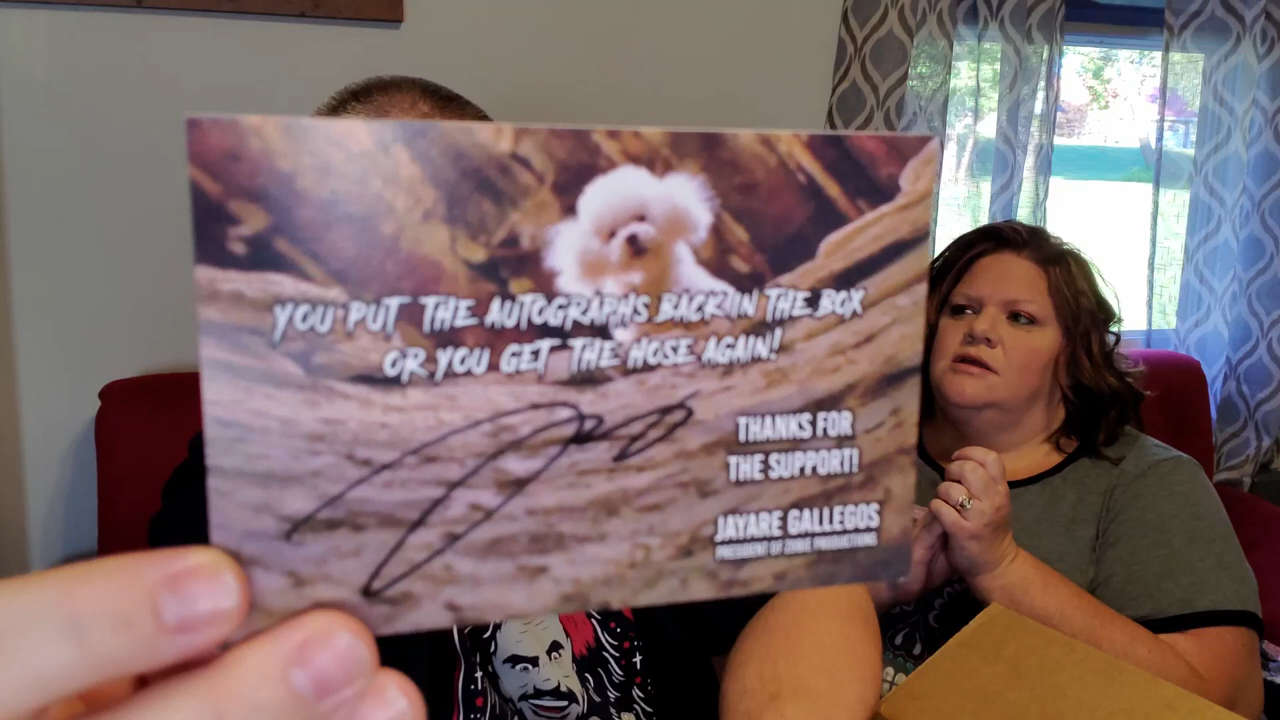 YOU PUT THE AUTOGRAPHS BACK IN THE BOX
OR YOU GET THE HOSE AGAIN!
THANKS FOR
THE SUPPORT!
JAYARE GALLEGOS
PRESIDENT OF ZOBIE PRODUCTIONS